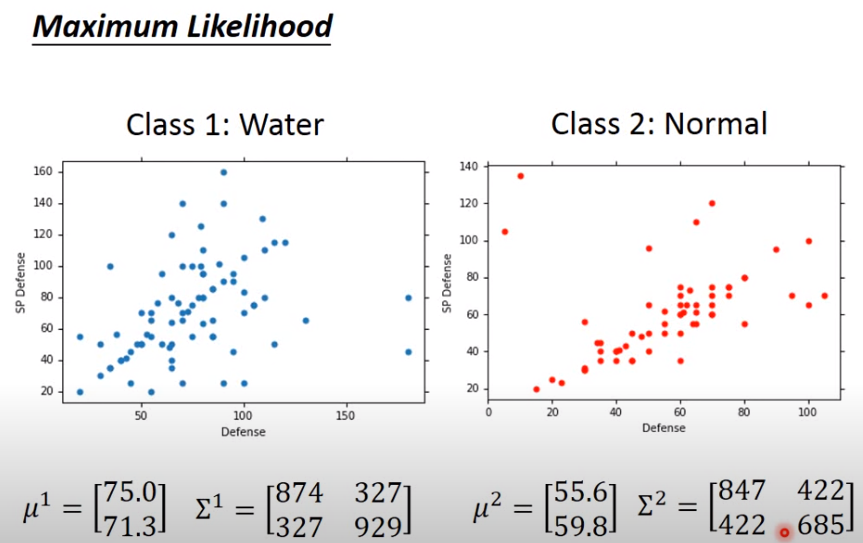 Maximum Likelihood
Class 1: Water
Class 2: Normal
160
140
120
100
80
60
40
20
SP Defense
50
100
150
Defense
140
120
100
80
60
40
20
SP Defense
0
20
40
60
80
100
Defense
μ¹ = [75.0
71.3]
Σ¹ = [874 327
327 929]
μ² = [55.6
59.8]
Σ² = [847 422
422 685]